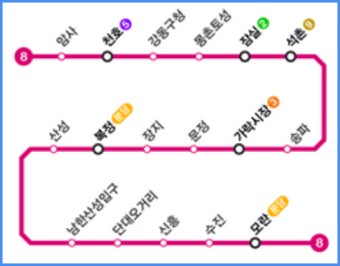 8 암사 천호 5 강동구청 몽촌토성 잠실 2 석촌 9
산성 복정 분당 장지 문정 가락시장 3 송파
남한산성입구 단대오거리 신흥 수진 모란 분당 8